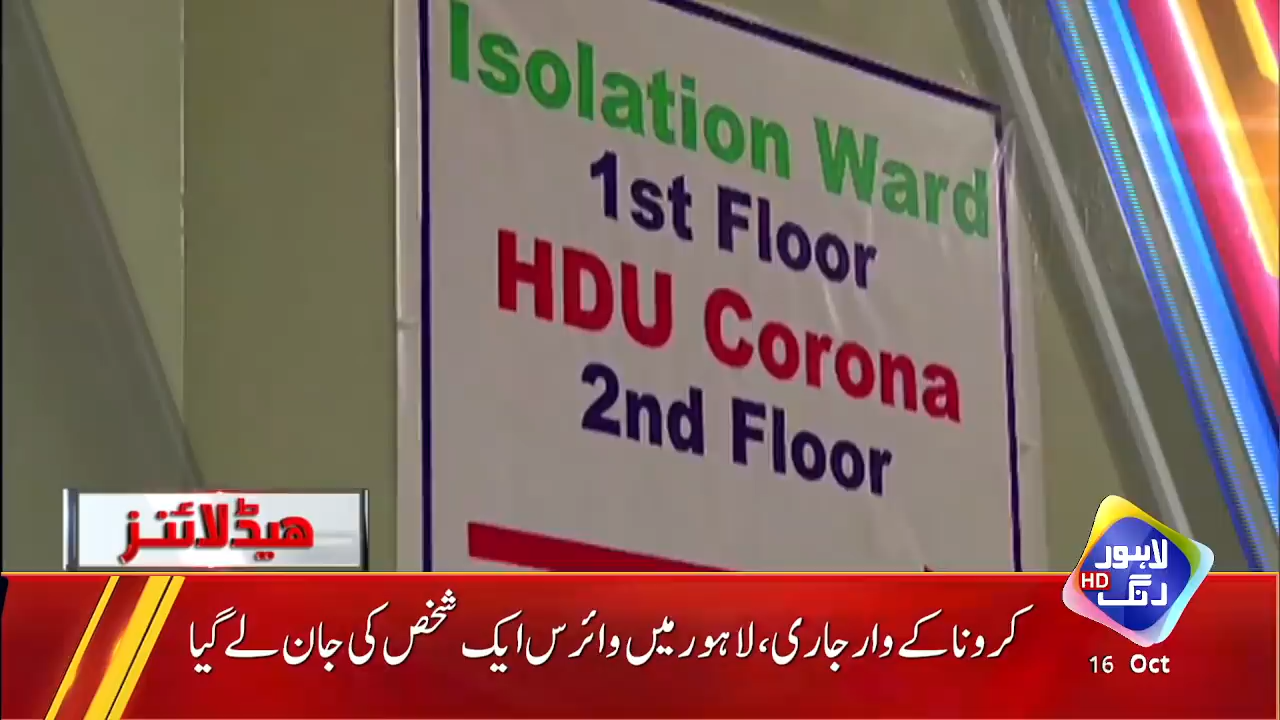 Isolation Ward
1st Floor
HDU Corona
2nd Floor
ھیڈلائنز
لاہور
رنگ
HD
کرونا کے وار جاری، لاہور میں وائرس ایک شخص کی جان لے گیا
16 Oct